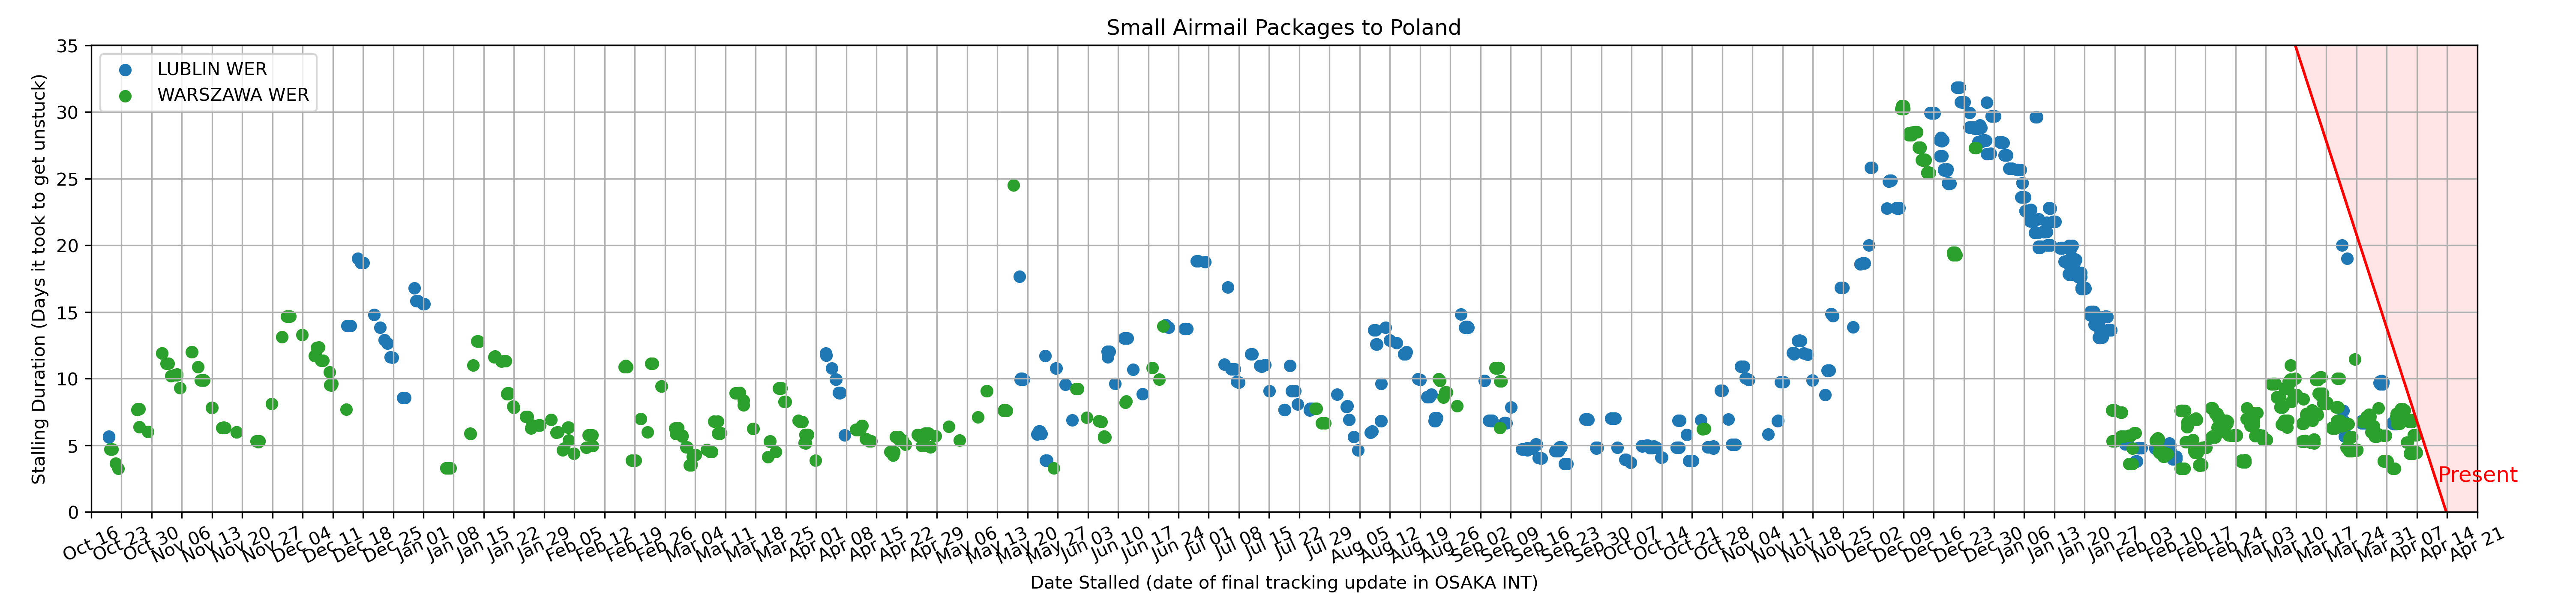 Small Airmail Packages to Poland
LUBLIN WER
WARSZAWA WER
Stalling Duration (Days it took to get unstuck)
35
30
25
20
15
10
5
0
Present
Oct 16 Oct 23 Oct 30 Nov 06 Nov 13 Nov 20 Nov 27 Dec 04 Dec 11 Dec 18 Dec 25 Jan 01 Jan 08 Jan 15 Jan 22 Jan 29 Feb 05 Feb 12 Feb 19 Feb 26 Mar 04 Mar 11 Mar 18 Mar 25 Apr 01 Apr 08 Apr 15 Apr 22 Apr 29 May 06 May 13 May 20 May 27 Jun 03 Jun 10 Jun 17 Jun 24 Jul 01 Jul 08 Jul 15 Jul 22 Jul 29 Aug 05 Aug 12 Aug 19 Aug 26 Sep 02 Sep 09 Sep 16 Sep 23 Sep 30 Oct 07 Oct 14 Oct 21 Oct 28 Nov 04 Nov 11 Nov 18 Nov 25 Dec 02 Dec 09 Dec 16 Dec 23 Dec 30 Jan 06 Jan 13 Jan 20 Jan 27 Feb 03 Feb 10 Feb 17 Feb 24 Mar 03 Mar 10 Mar 17 Mar 24 Mar 31 Apr 07 Apr 14 Apr 21
Date Stalled (date of final tracking update in OSAKA INT)